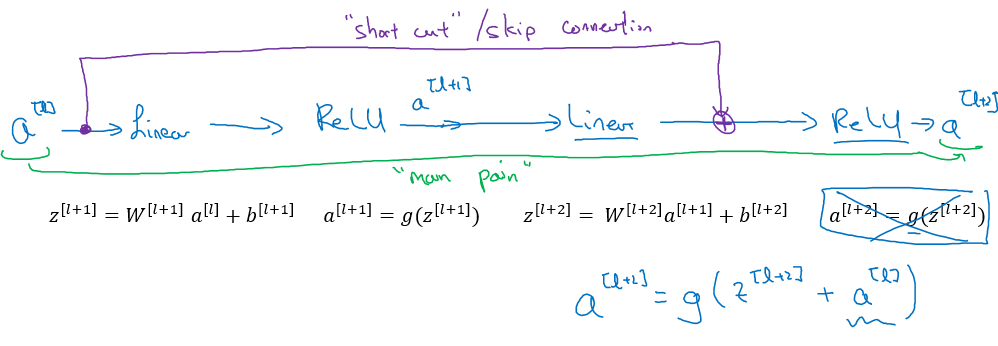 "short cut" /skip connection
a^[l] → Linear → ReLU a^[l+1] → Linear → ⊕ → ReLU → a^[l+2]
"main pain"
z^[l+1] = W^[l+1] a^[l] + b^[l+1] a^[l+1] = g(z^[l+1]) z^[l+2] = W^[l+2] a^[l+1] + b^[l+2] a^[l+2] = g(z^[l+2])
a^[l+2] = g(z^[l+2] + a^[l])